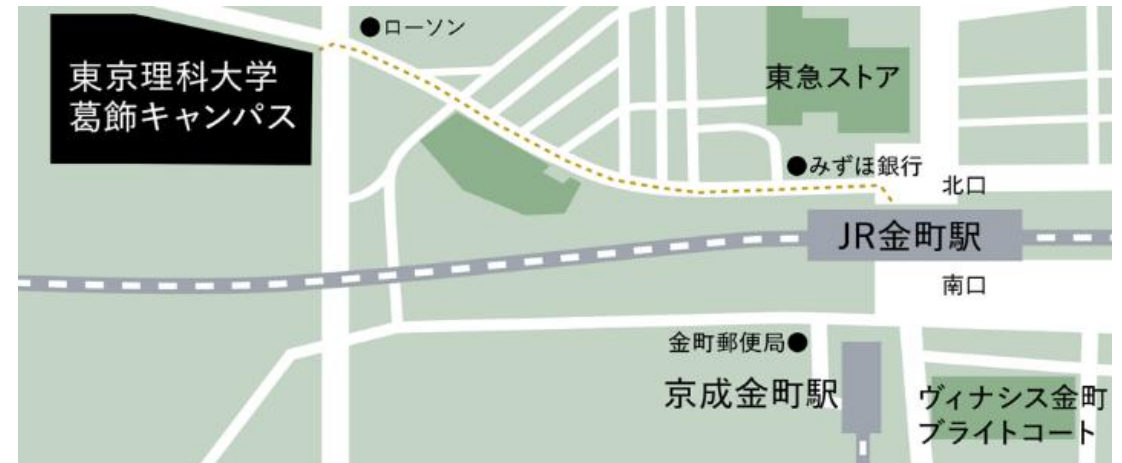 ローソン
東京理科大学
葛飾キャンパス
東急ストア
みずほ銀行
北口
JR金町駅
南口
金町郵便局
京成金町駅
ヴィナシス金町
ブライトコート